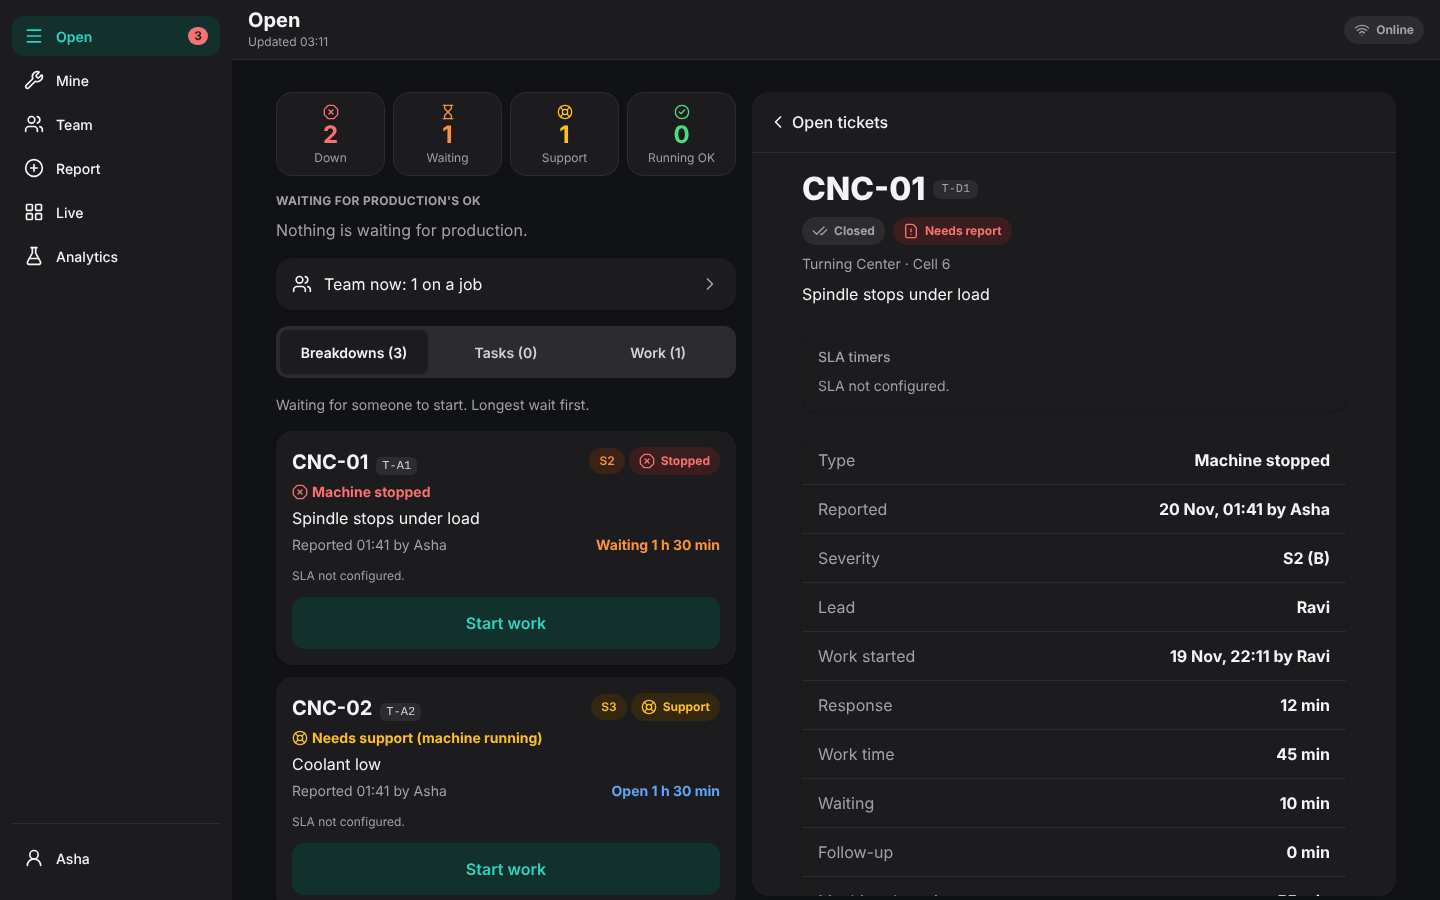 Open
3
Mine
Team
Report
Live
Analytics
Asha
Open
Updated 03:11
Online
2
Down
1
Waiting
1
Support
0
Running OK
WAITING FOR PRODUCTION'S OK
Nothing is waiting for production.
Team now: 1 on a job
Breakdowns (3)
Tasks (0)
Work (1)
Waiting for someone to start. Longest wait first.
CNC-01 T-A1 S2 Stopped
Machine stopped
Spindle stops under load
Reported 01:41 by Asha Waiting 1 h 30 min
SLA not configured.
Start work
CNC-02 T-A2 S3 Support
Needs support (machine running)
Coolant low
Reported 01:41 by Asha Open 1 h 30 min
SLA not configured.
Start work
Open tickets
CNC-01 T-D1
Closed Needs report
Turning Center · Cell 6
Spindle stops under load
SLA timers
SLA not configured.
Type Machine stopped
Reported 20 Nov, 01:41 by Asha
Severity S2 (B)
Lead Ravi
Work started 19 Nov, 22:11 by Ravi
Response 12 min
Work time 45 min
Waiting 10 min
Follow-up 0 min